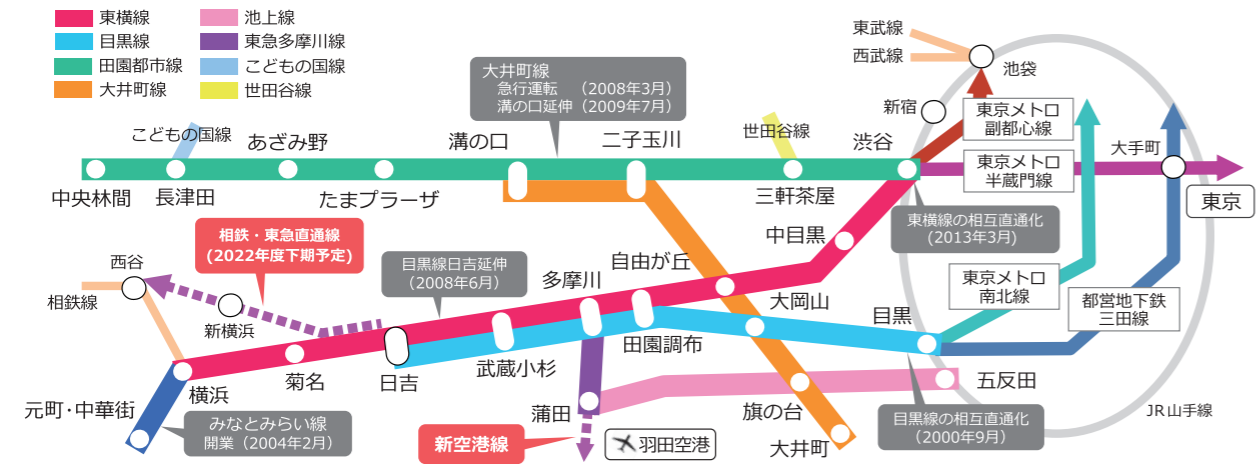 東横線
目黒線
田園都市線
大井町線
池上線
東急多摩川線
こどもの国線
世田谷線
大井町線
急行運転　（2008年3月）
溝の口延伸（2009年7月）
東武線
西武線
池袋
新宿
東京メトロ
副都心線
大手町
東京メトロ
半蔵門線
東京
こどもの国線
あざみ野
溝の口
二子玉川
世田谷線
渋谷
中央林間
長津田
たまプラーザ
三軒茶屋
東横線の相互直通化
(2013年3月)
相鉄・東急直通線
(2022年度下期予定)
中目黒
西谷
相鉄線
新横浜
目黒線日吉延伸
（2008年6月）
多摩川
自由が丘
大岡山
東京メトロ
南北線
都営地下鉄
三田線
目黒
横浜
菊名
日吉
武蔵小杉
田園調布
五反田
元町・中華街
みなとみらい線
開業（2004年2月）
蒲田
旗の台
目黒線の相互直通化
（2000年9月）
JR山手線
新空港線
羽田空港
大井町